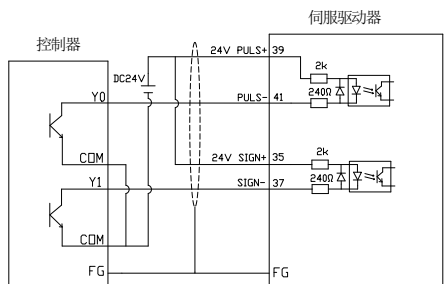 伺服驱动器
控制器
24V PULS+ 39
2k
DC24V
240Ω
Y0
PULS- 41
COM
24V SIGN+ 35
2k
240Ω
Y1
SIGN- 37
COM
FG
FG